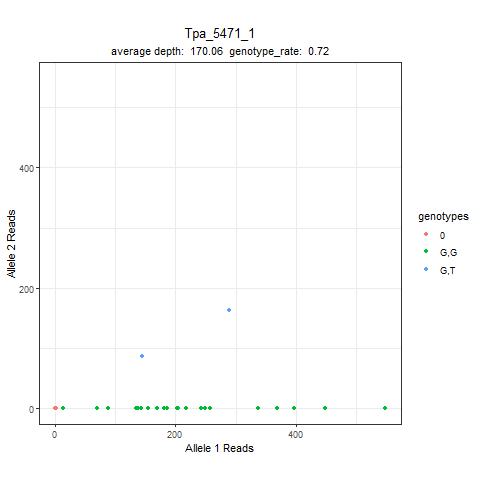 Tpa_5471_1
average depth: 170.06 genotype_rate: 0.72
Allele 2 Reads
400
200
0
0 200 400
Allele 1 Reads
genotypes
0
G,G
G,T